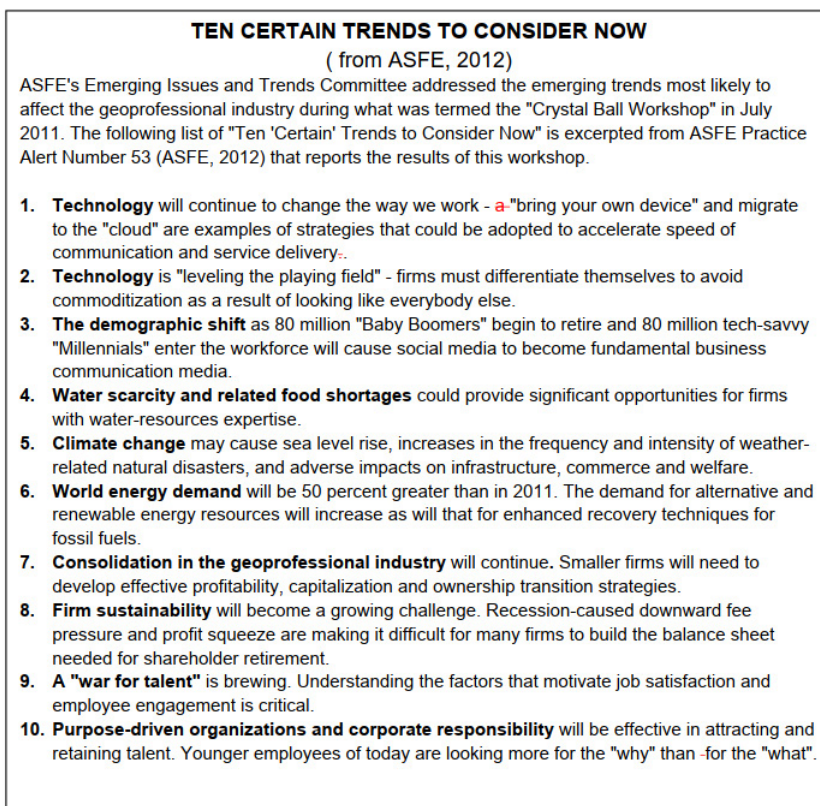 TEN CERTAIN TRENDS TO CONSIDER NOW
( from ASFE, 2012)
ASFE's Emerging Issues and Trends Committee addressed the emerging trends most likely to
affect the geoprofessional industry during what was termed the "Crystal Ball Workshop" in July
2011. The following list of "Ten 'Certain' Trends to Consider Now" is excerpted from ASFE Practice
Alert Number 53 (ASFE, 2012) that reports the results of this workshop.
1. Technology will continue to change the way we work - a "bring your own device" and migrate
to the "cloud" are examples of strategies that could be adopted to accelerate speed of
communication and service delivery..
2. Technology is "leveling the playing field" - firms must differentiate themselves to avoid
commoditization as a result of looking like everybody else.
3. The demographic shift as 80 million "Baby Boomers" begin to retire and 80 million tech-savvy
"Millennials" enter the workforce will cause social media to become fundamental business
communication media.
4. Water scarcity and related food shortages could provide significant opportunities for firms
with water-resources expertise.
5. Climate change may cause sea level rise, increases in the frequency and intensity of weather-
related natural disasters, and adverse impacts on infrastructure, commerce and welfare.
6. World energy demand will be 50 percent greater than in 2011. The demand for alternative and
renewable energy resources will increase as will that for enhanced recovery techniques for
fossil fuels.
7. Consolidation in the geoprofessional industry will continue. Smaller firms will need to
develop effective profitability, capitalization and ownership transition strategies.
8. Firm sustainability will become a growing challenge. Recession-caused downward fee
pressure and profit squeeze are making it difficult for many firms to build the balance sheet
needed for shareholder retirement.
9. A "war for talent" is brewing. Understanding the factors that motivate job satisfaction and
employee engagement is critical.
10. Purpose-driven organizations and corporate responsibility will be effective in attracting and
retaining talent. Younger employees of today are looking more for the "why" than -for the "what".